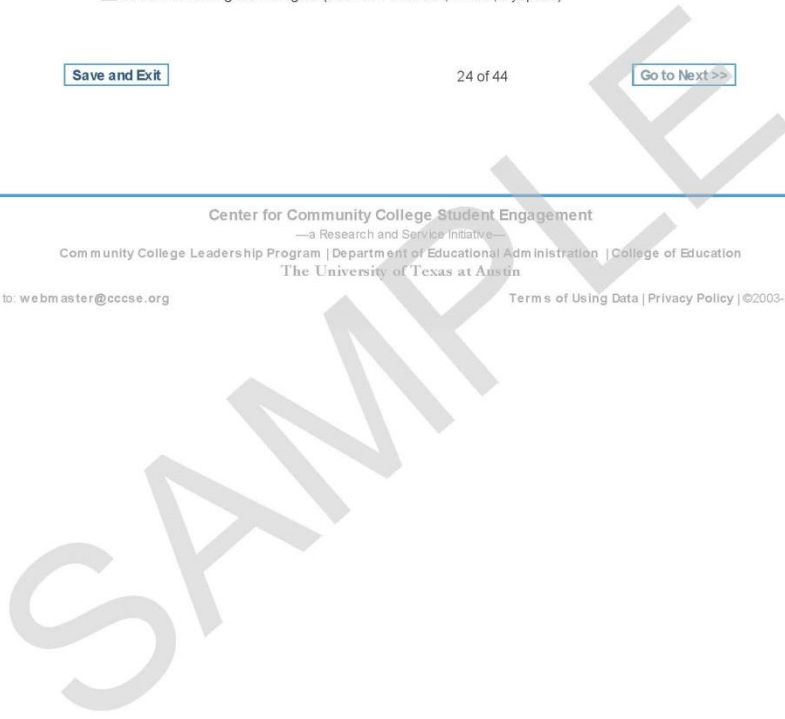 Save and Exit 24 of 44 Go to Next >>
Center for Community College Student Engagement
—a Research and Service Initiative—
Community College Leadership Program | Department of Educational Administration | College of Education
The University of Texas at Austin
to: webmaster@cccse.org Terms of Using Data | Privacy Policy | ©2003-
SAMPLE